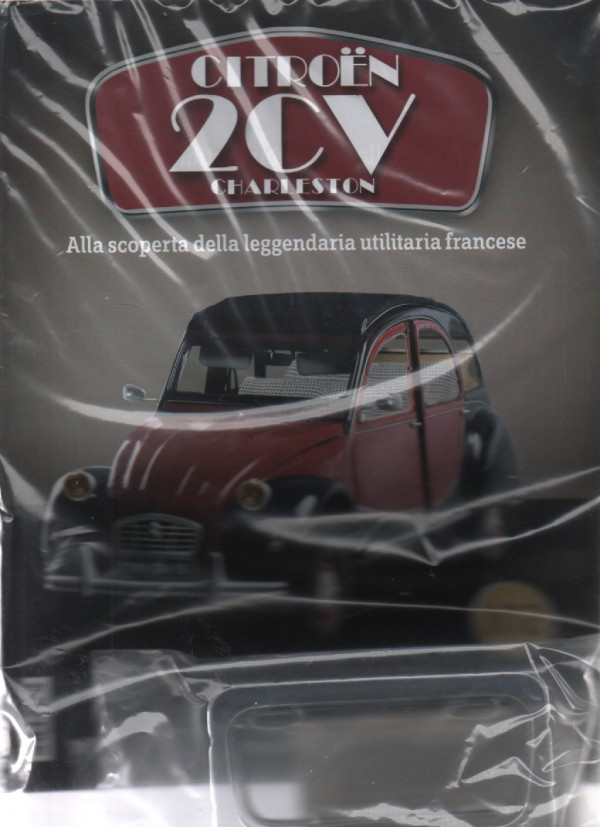 CITROËN
2CV
CHARLESTON
Alla scoperta della leggendaria utilitaria francese